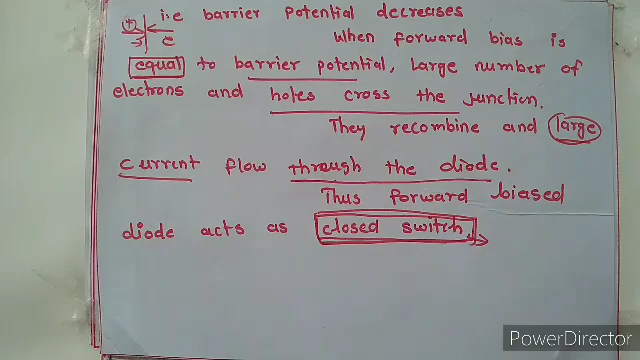 i.e barrier potential decreases
When forward bias is
equal to barrier potential, large number of
electrons and holes cross the junction.
They recombine and large
current flow through the diode.
Thus forward biased
diode acts as closed switch.
PowerDirector